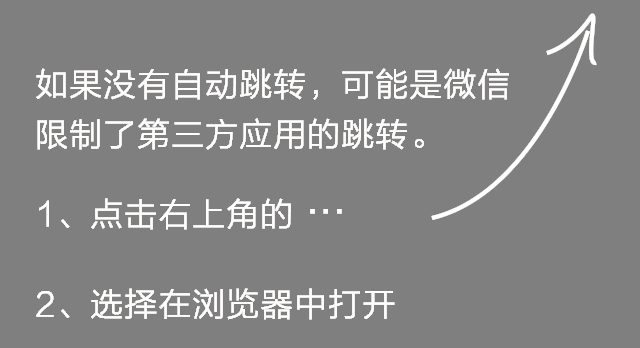 如果没有自动跳转，可能是微信
限制了第三方应用的跳转。
1、点击右上角的 ···
2、选择在浏览器中打开